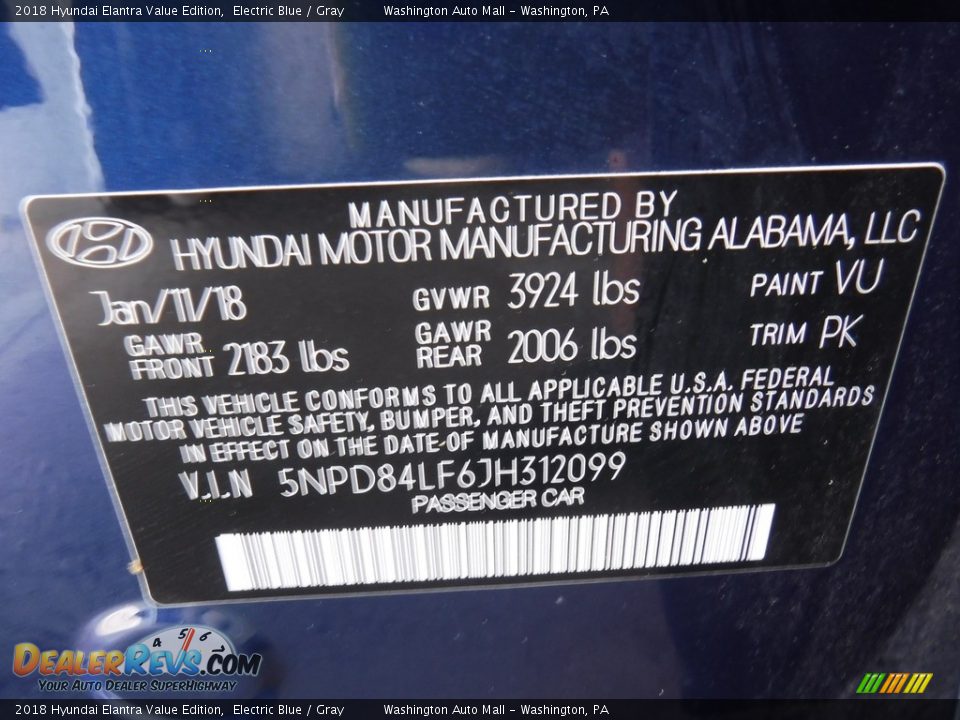 2018 Hyundai Elantra Value Edition, Electric Blue / Gray Washington Auto Mall - Washington, PA
MANUFACTURED BY
HYUNDAI MOTOR MANUFACTURING ALABAMA, LLC
Jan/11/18 GVWR 3924 lbs PAINT VU
GAWR FRONT 2183 lbs GAWR REAR 2006 lbs TRIM PK
THIS VEHICLE CONFORMS TO ALL APPLICABLE U.S.A. FEDERAL
MOTOR VEHICLE SAFETY, BUMPER, AND THEFT PREVENTION STANDARDS
IN EFFECT ON THE DATE OF MANUFACTURE SHOWN ABOVE
V.I.N 5NPD84LF6JH312099
PASSENGER CAR
4 5 6
DEALERREVS.COM
YOUR AUTO DEALER SUPERHIGHWAY
2018 Hyundai Elantra Value Edition, Electric Blue / Gray Washington Auto Mall - Washington, PA